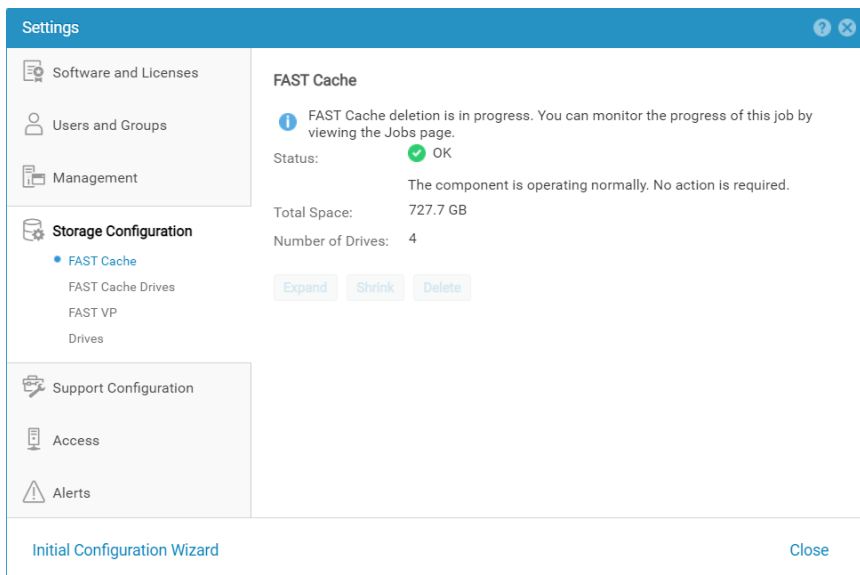 Settings
Software and Licenses
Users and Groups
Management
Storage Configuration
FAST Cache
FAST Cache Drives
FAST VP
Drives
Support Configuration
Access
Alerts
FAST Cache
FAST Cache deletion is in progress. You can monitor the progress of this job by
viewing the Jobs page.
Status: OK
The component is operating normally. No action is required.
Total Space: 727.7 GB
Number of Drives: 4
Expand Shrink Delete
Initial Configuration Wizard Close